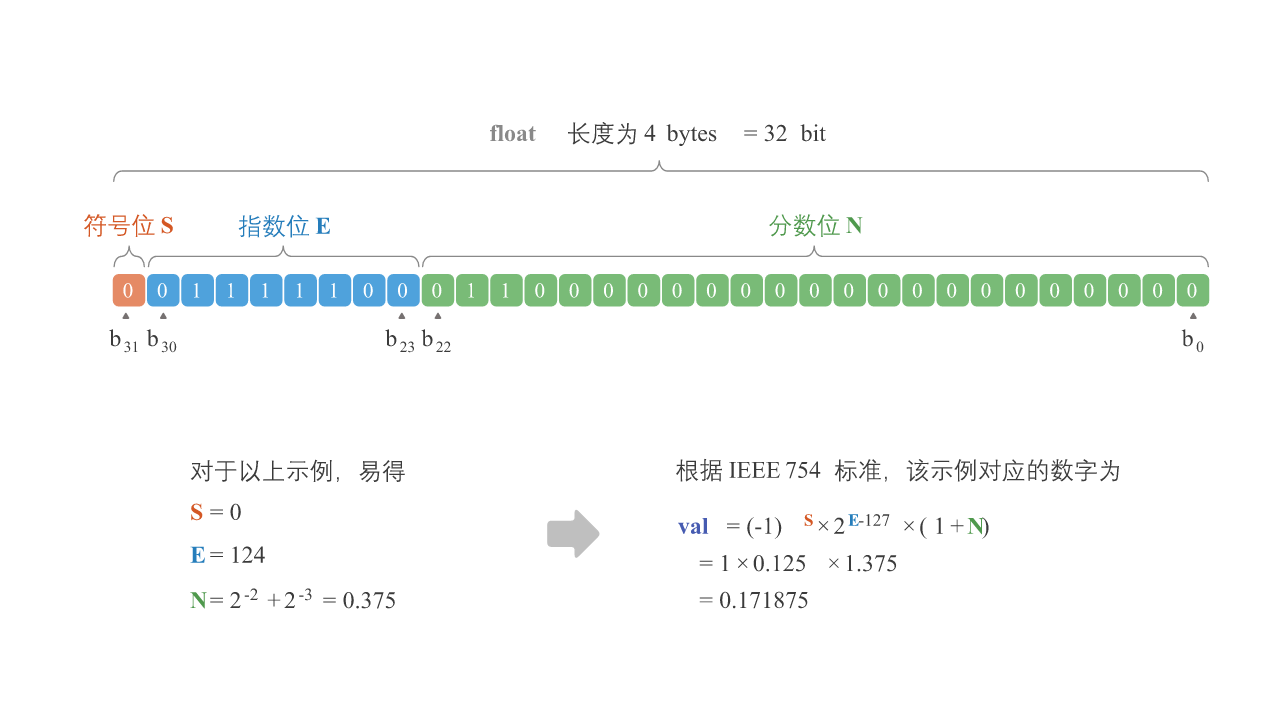 float 长度为 4 bytes = 32 bit
符号位 S 指数位 E 分数位 N
0 0 1 1 1 1 1 0 0 0 1 1 0 0 0 0 0 0 0 0 0 0 0 0 0 0 0 0 0 0 0 0
b31 b30 b23 b22 b0
对于以上示例，易得
S = 0
E = 124
N = 2^-2 + 2^-3 = 0.375
根据 IEEE 754 标准，该示例对应的数字为
val = (-1)^S × 2^E-127 × ( 1 + N)
= 1 × 0.125 × 1.375
= 0.171875